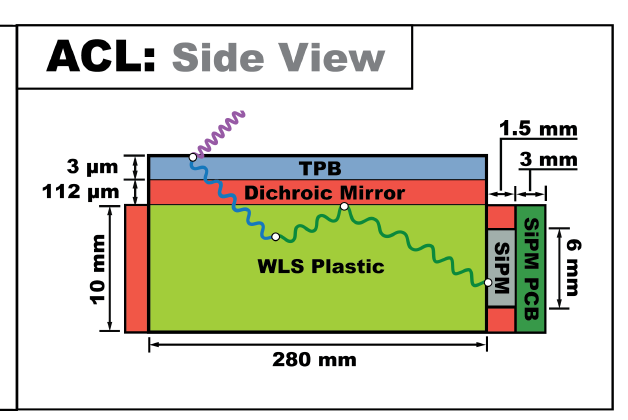 ACL: Side View
1.5 mm
3 µm
TPB
3 mm
112 µm
Dichroic Mirror
10 mm
WLS Plastic
SiPM
SiPM PCB
6 mm
280 mm